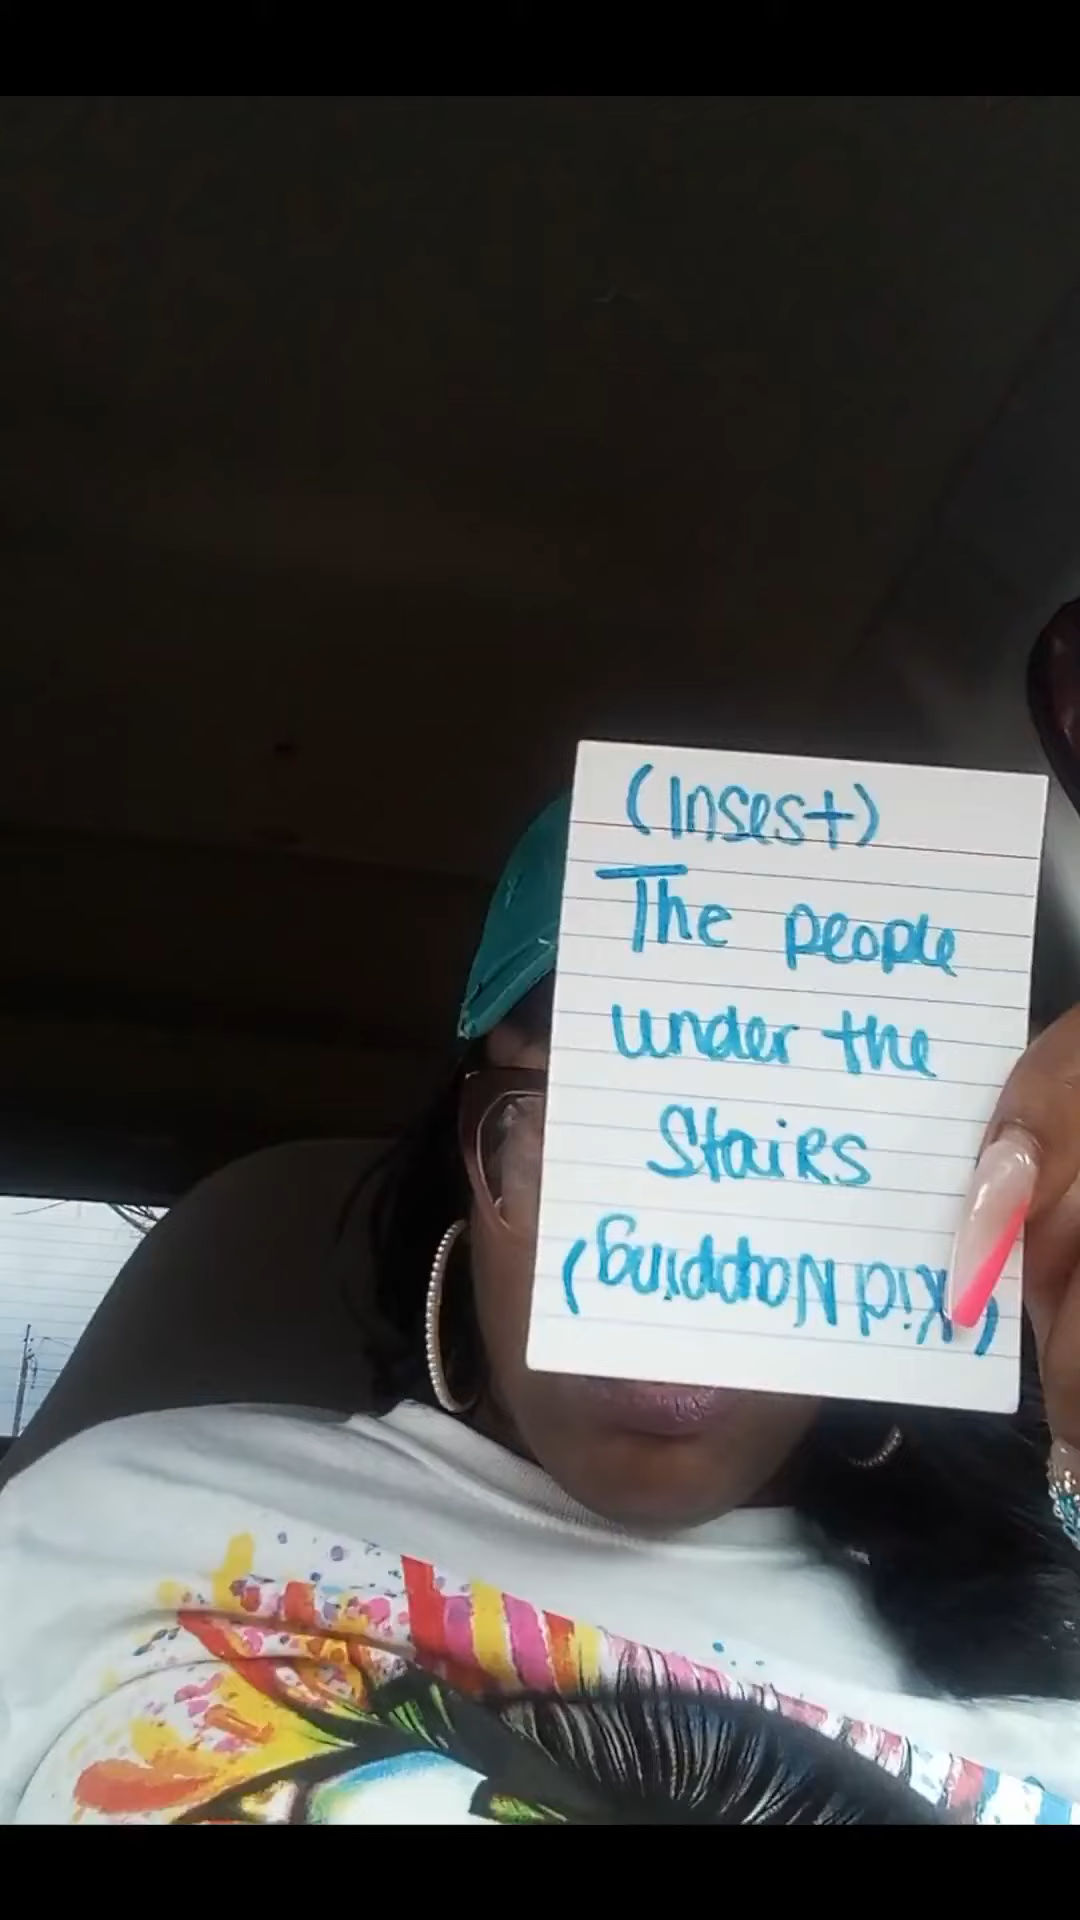 (Insest)
The people
under the
Stairs
(Kid Napping)